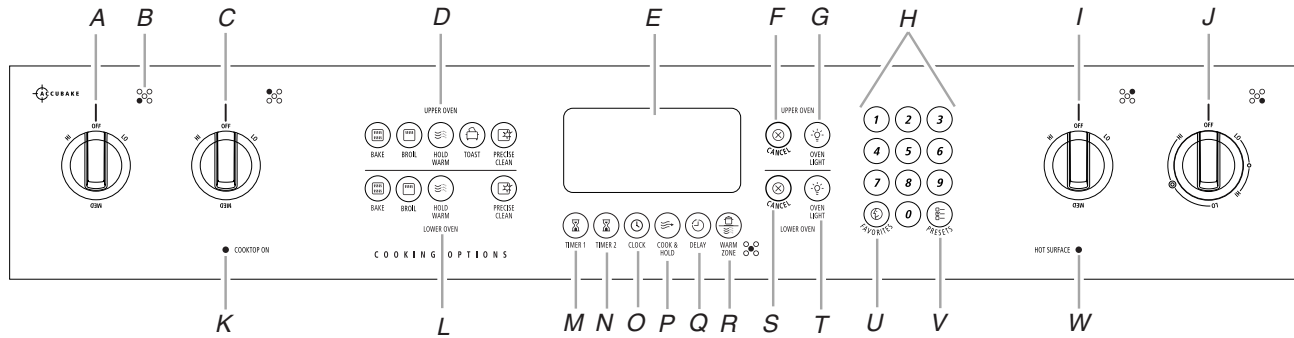 A B C D E F G H I J
ACCUBAKE
UPPER OVEN
UPPER OVEN
OFF
HI
LO
MED
OFF
HI
LO
MED
BAKE
BROIL
HOLD WARM
TOAST
PRECISE CLEAN
BAKE
BROIL
HOLD WARM
PRECISE CLEAN
LOWER OVEN
COOKTOP ON
COOKING OPTIONS
TIMER 1
TIMER 2
CLOCK
COOK & HOLD
DELAY
WARM ZONE
CANCEL
OVEN LIGHT
CANCEL
OVEN LIGHT
LOWER OVEN
1 2 3
4 5 6
7 8 9
FAVORITES
0
PRESETS
OFF
HI
LO
MED
HOT SURFACE
OFF
HI
LO
HI
LO
K L M N O P Q R S T U V W